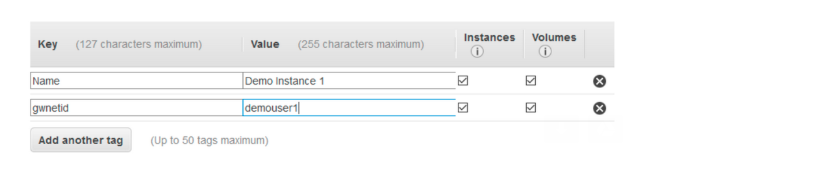 Key (127 characters maximum) Value (255 characters maximum) Instances Volumes
Name Demo Instance 1
gwnetid demouser1
Add another tag (Up to 50 tags maximum)